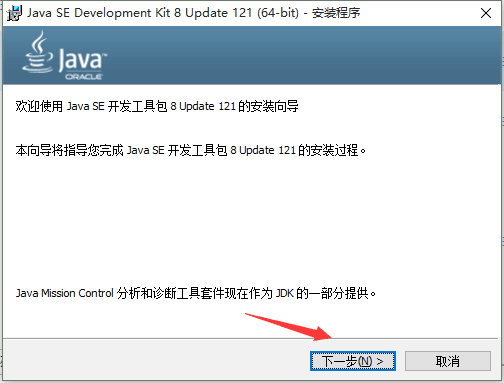 Java SE Development Kit 8 Update 121 (64-bit) - 安装程序
Java
ORACLE
欢迎使用 Java SE 开发工具包 8 Update 121 的安装向导
本向导将指导您完成 Java SE 开发工具包 8 Update 121 的安装过程。
Java Mission Control 分析和诊断工具套件现在作为 JDK 的一部分提供。
下一步(N) >
取消